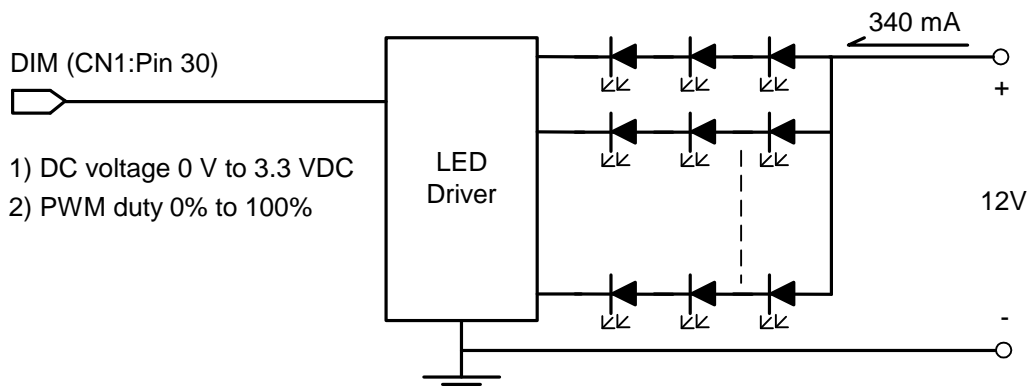 340 mA
DIM (CN1:Pin 30)
+
1) DC voltage 0 V to 3.3 VDC
2) PWM duty 0% to 100%
LED
Driver
12V
-